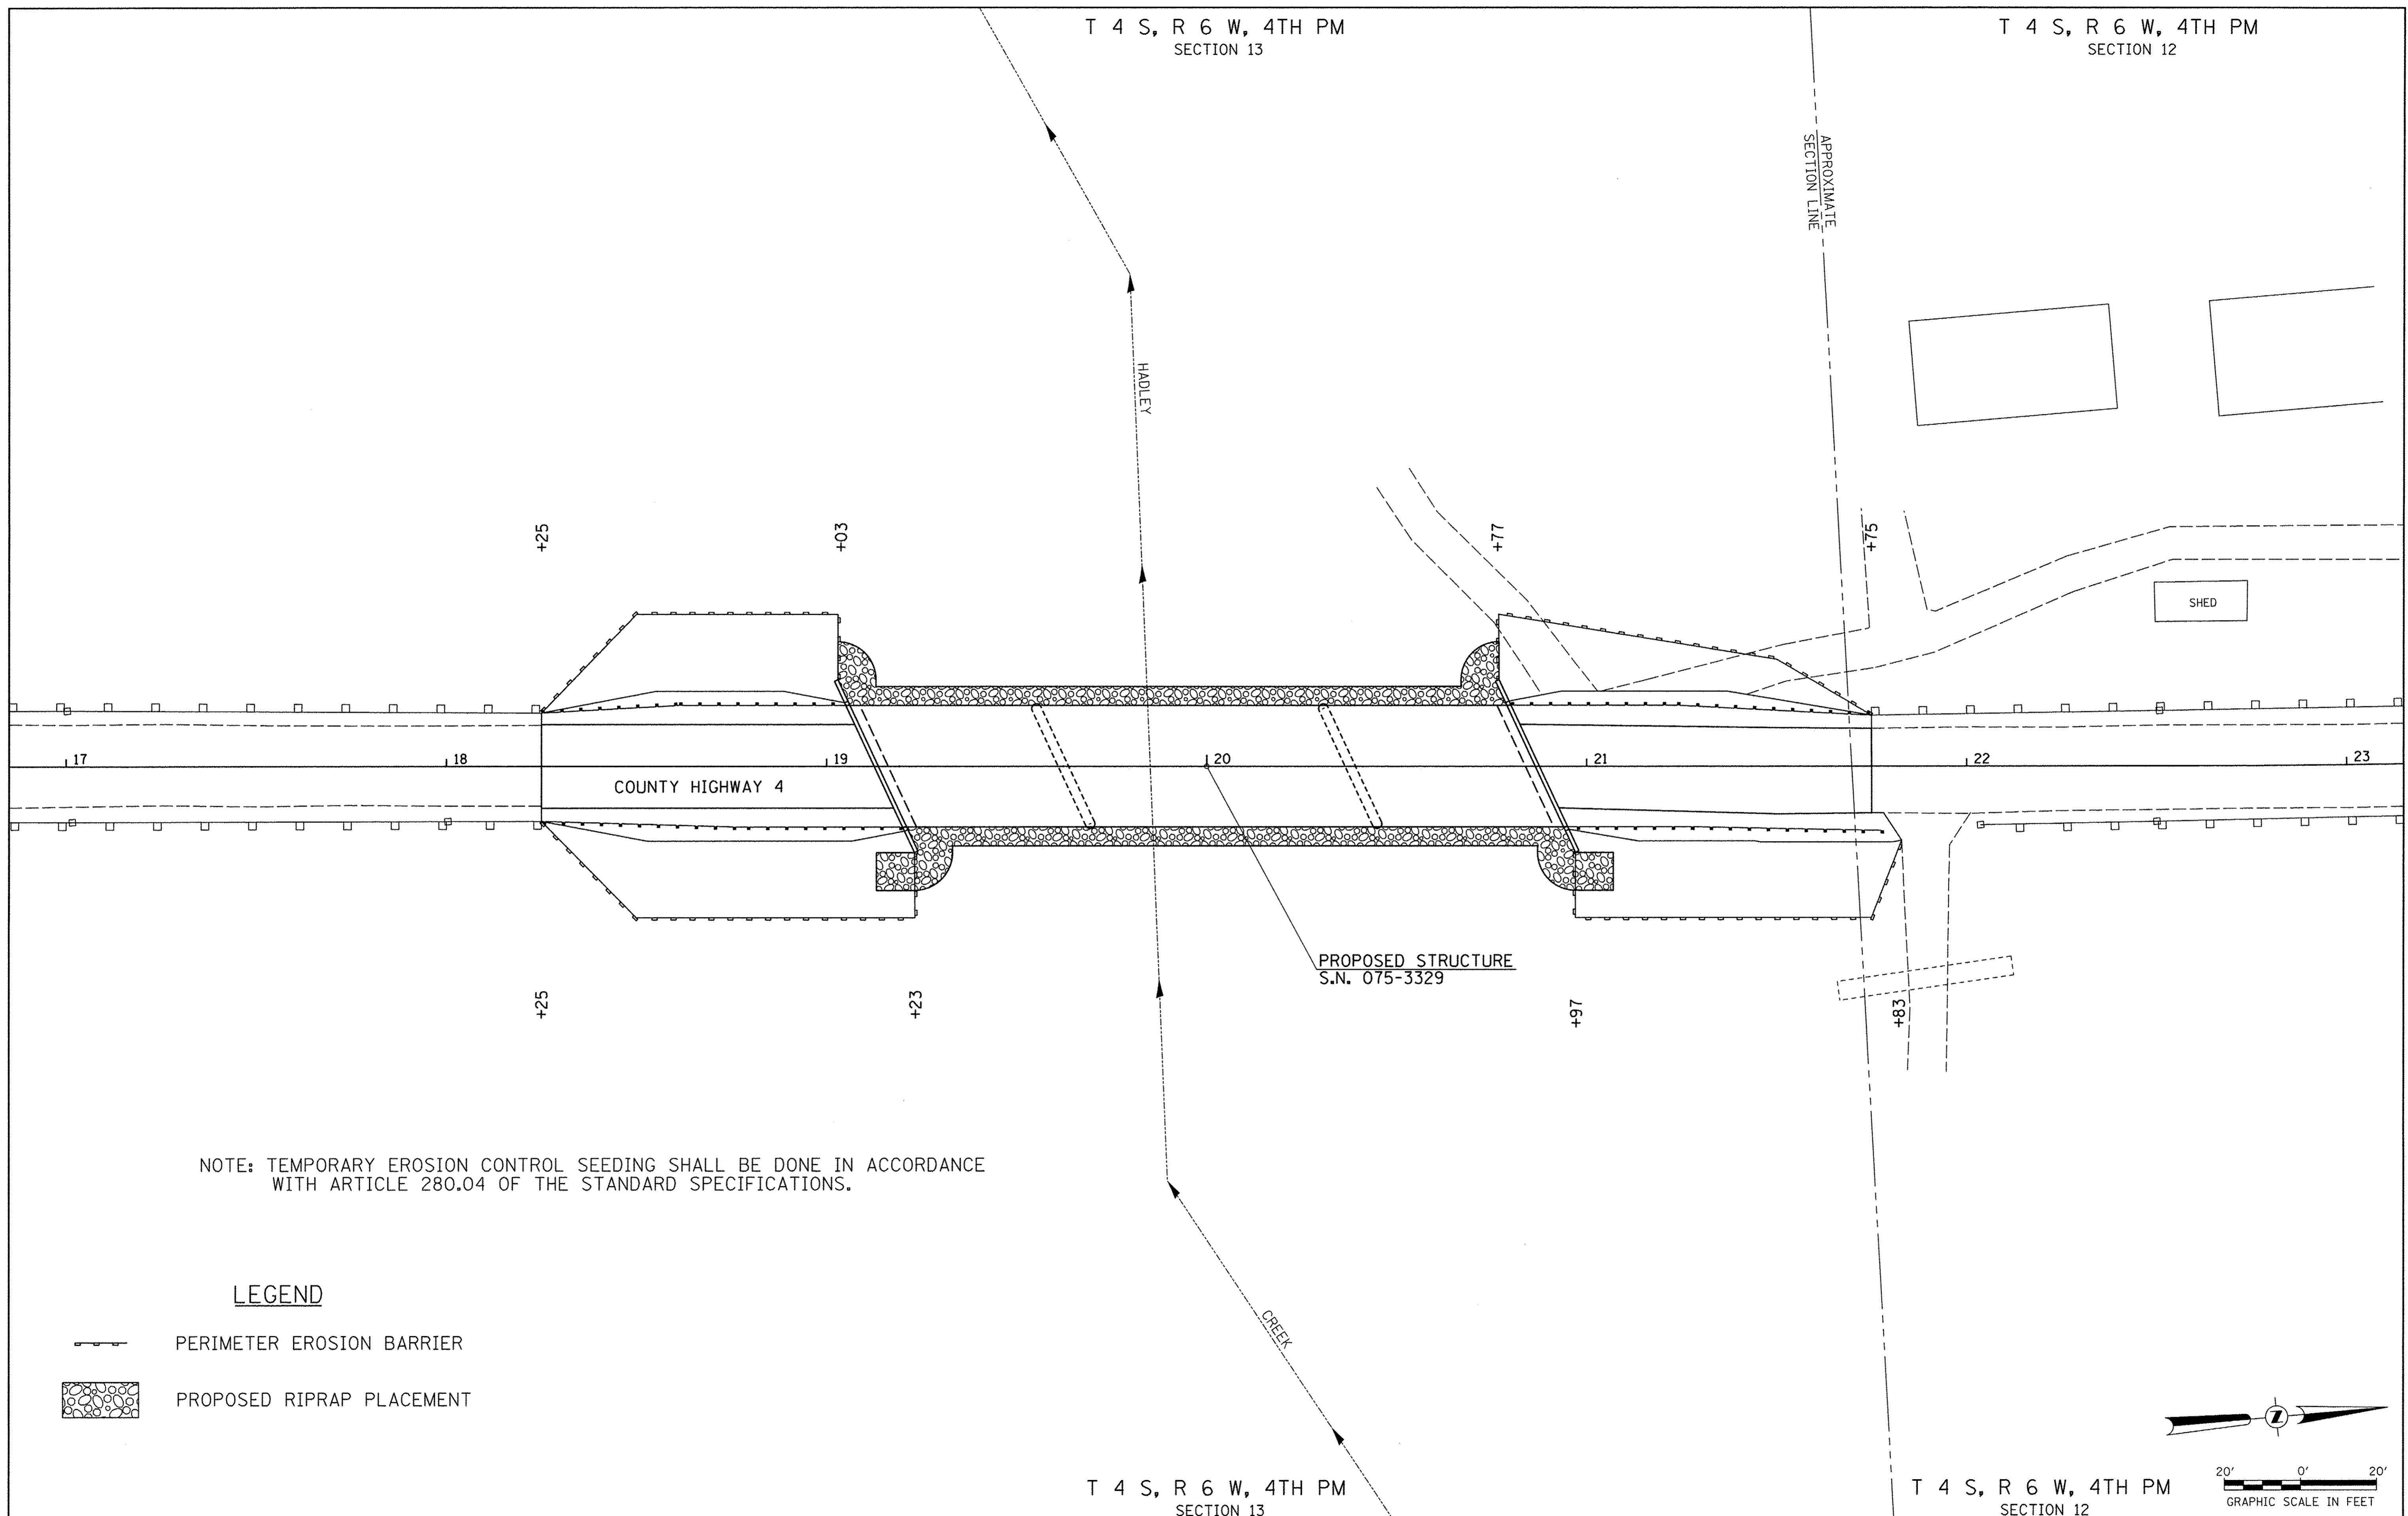 T 4 S, R 6 W, 4TH PM
SECTION 13
T 4 S, R 6 W, 4TH PM
SECTION 12
APPROXIMATE
SECTION LINE
HADLEY
+25
+03
+77
+75
SHED
17
18
19
20
21
22
23
COUNTY HIGHWAY 4
PROPOSED STRUCTURE
S.N. 075-3329
+25
+23
+97
+83
NOTE: TEMPORARY EROSION CONTROL SEEDING SHALL BE DONE IN ACCORDANCE
WITH ARTICLE 280.04 OF THE STANDARD SPECIFICATIONS.
LEGEND
PERIMETER EROSION BARRIER
PROPOSED RIPRAP PLACEMENT
CREEK
T 4 S, R 6 W, 4TH PM
SECTION 13
T 4 S, R 6 W, 4TH PM
SECTION 12
Z
20' 0' 20'
GRAPHIC SCALE IN FEET